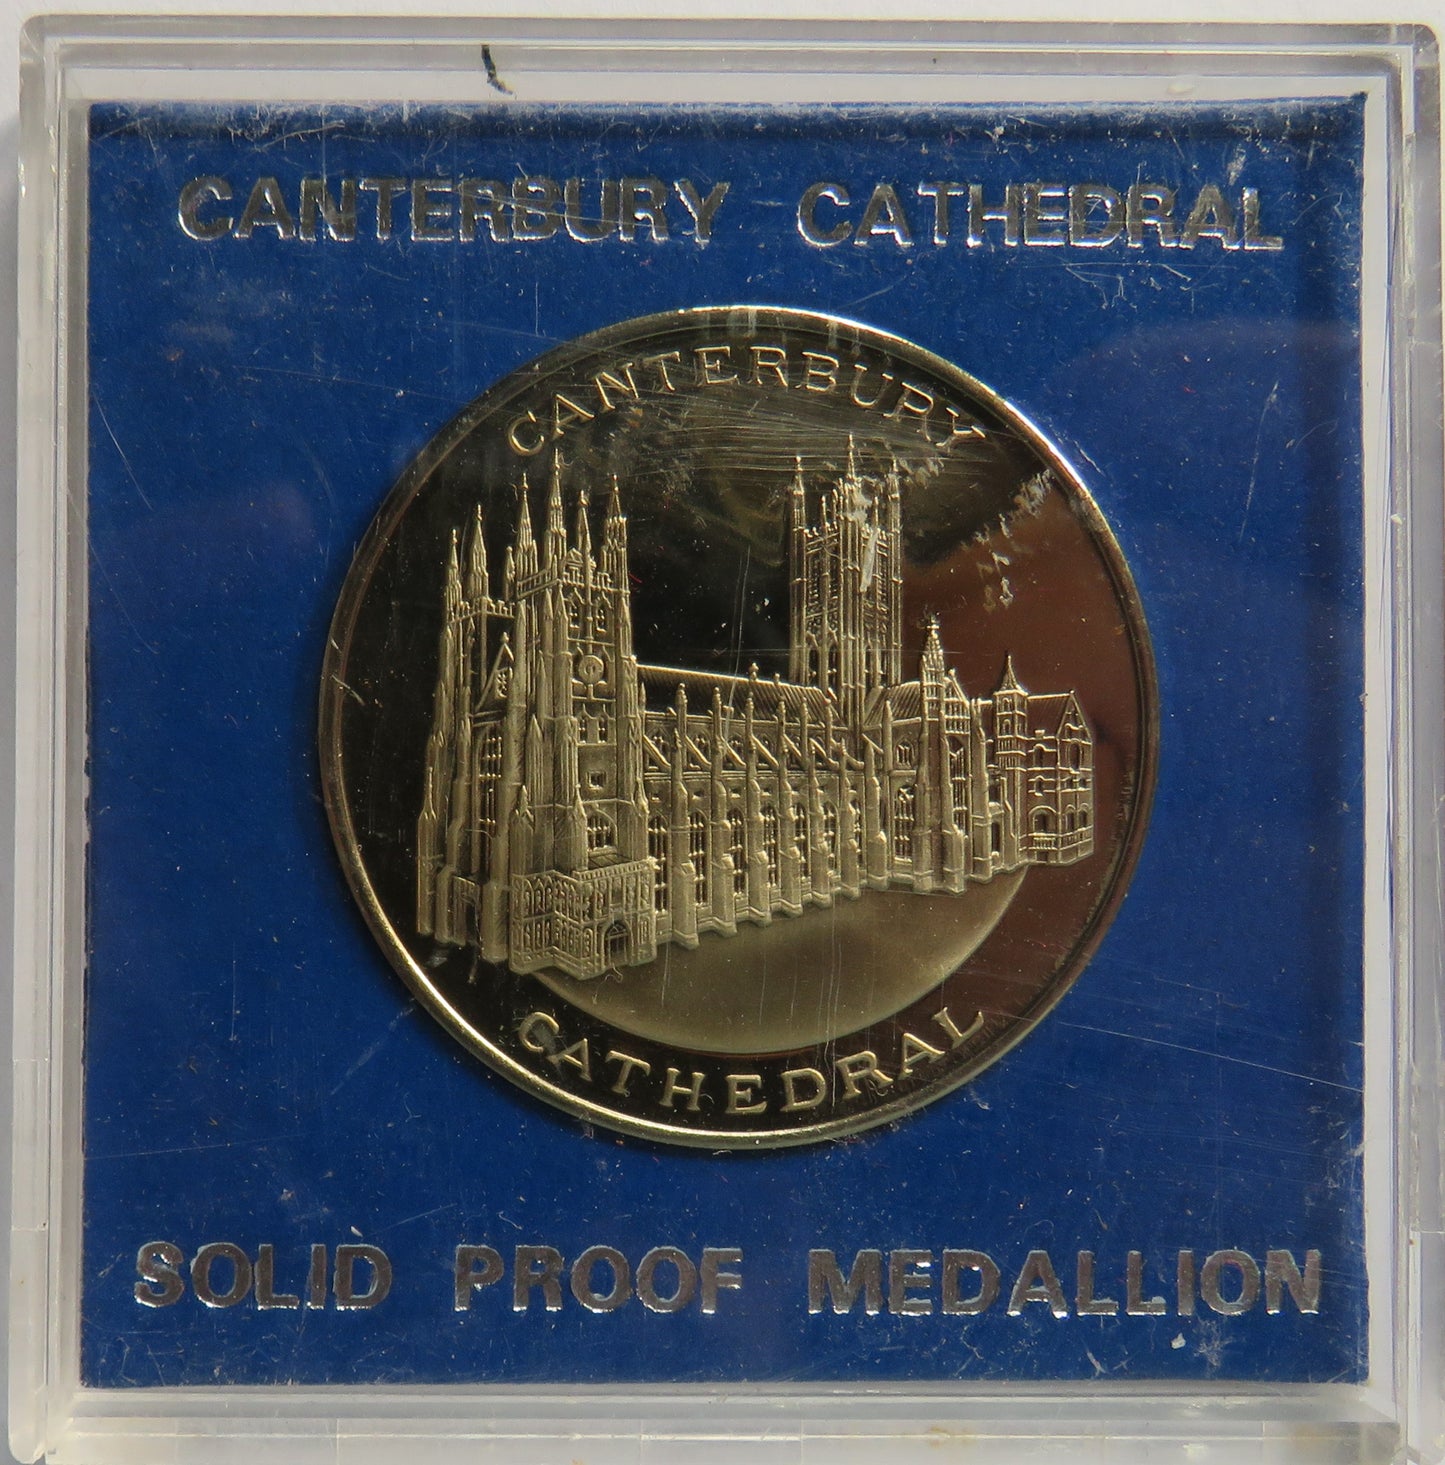 CANTERBURY CATHEDRAL
CANTERBURY
CATHEDRAL
SOLID PROOF MEDALLION